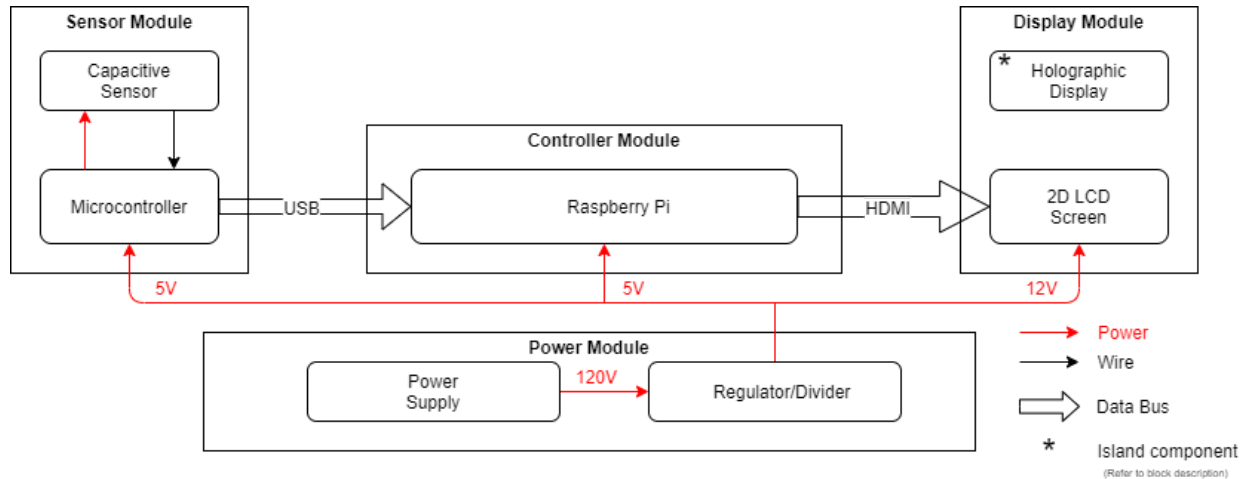 Sensor Module
Capacitive
Sensor
Microcontroller
USB
Controller Module
Raspberry Pi
HDMI
Display Module
*
Holographic
Display
2D LCD
Screen
5V
5V
12V
Power Module
Power
Supply
120V
Regulator/Divider
Power
Wire
Data Bus
* Island component
(Refer to block description)